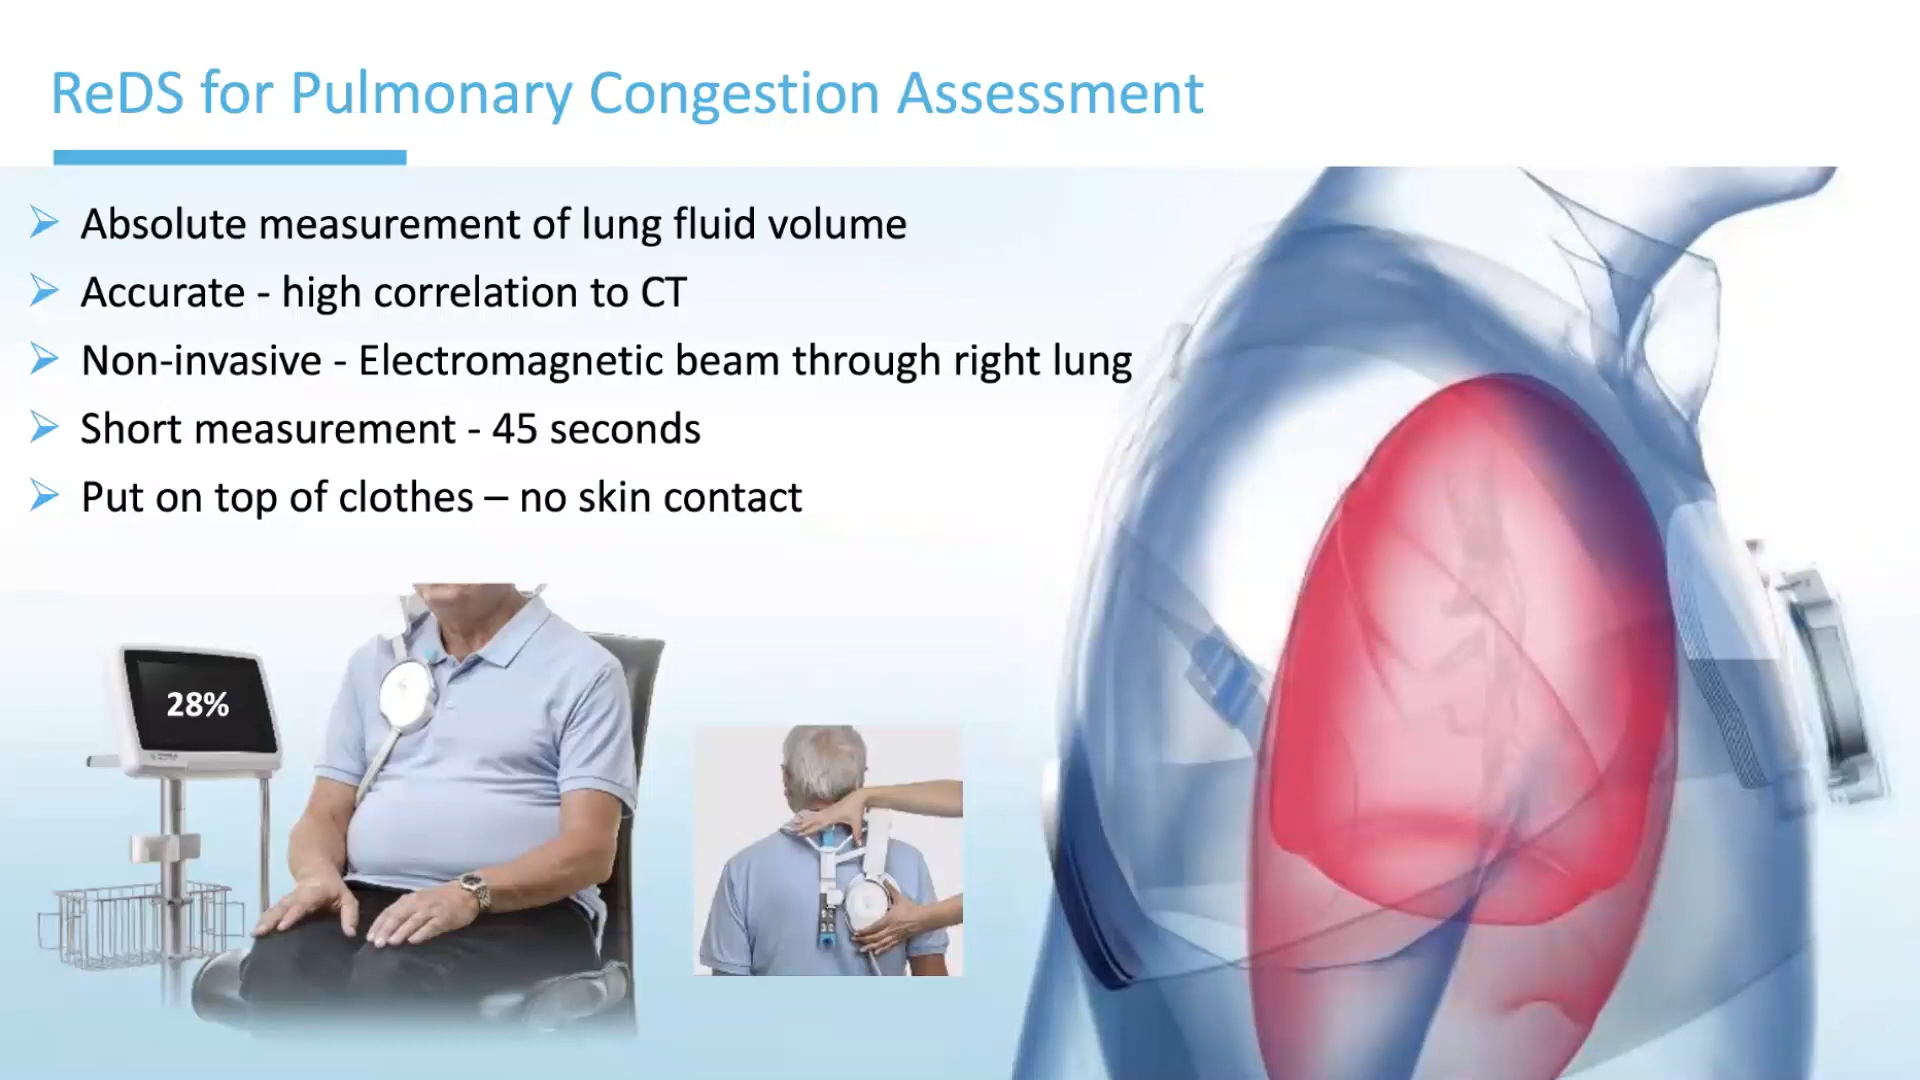 ReDS for Pulmonary Congestion Assessment
Absolute measurement of lung fluid volume
Accurate - high correlation to CT
Non-invasive - Electromagnetic beam through right lung
Short measurement - 45 seconds
Put on top of clothes – no skin contact
28%